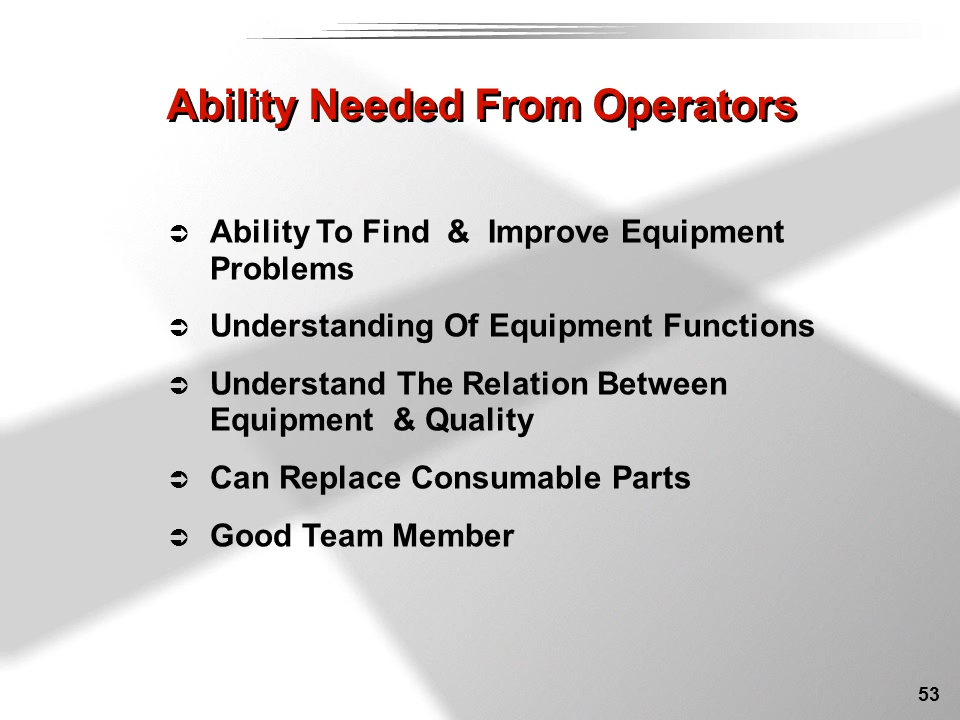 Ability Needed From Operators
➲ Ability To Find & Improve Equipment
Problems
➲ Understanding Of Equipment Functions
➲ Understand The Relation Between
Equipment & Quality
➲ Can Replace Consumable Parts
➲ Good Team Member
53